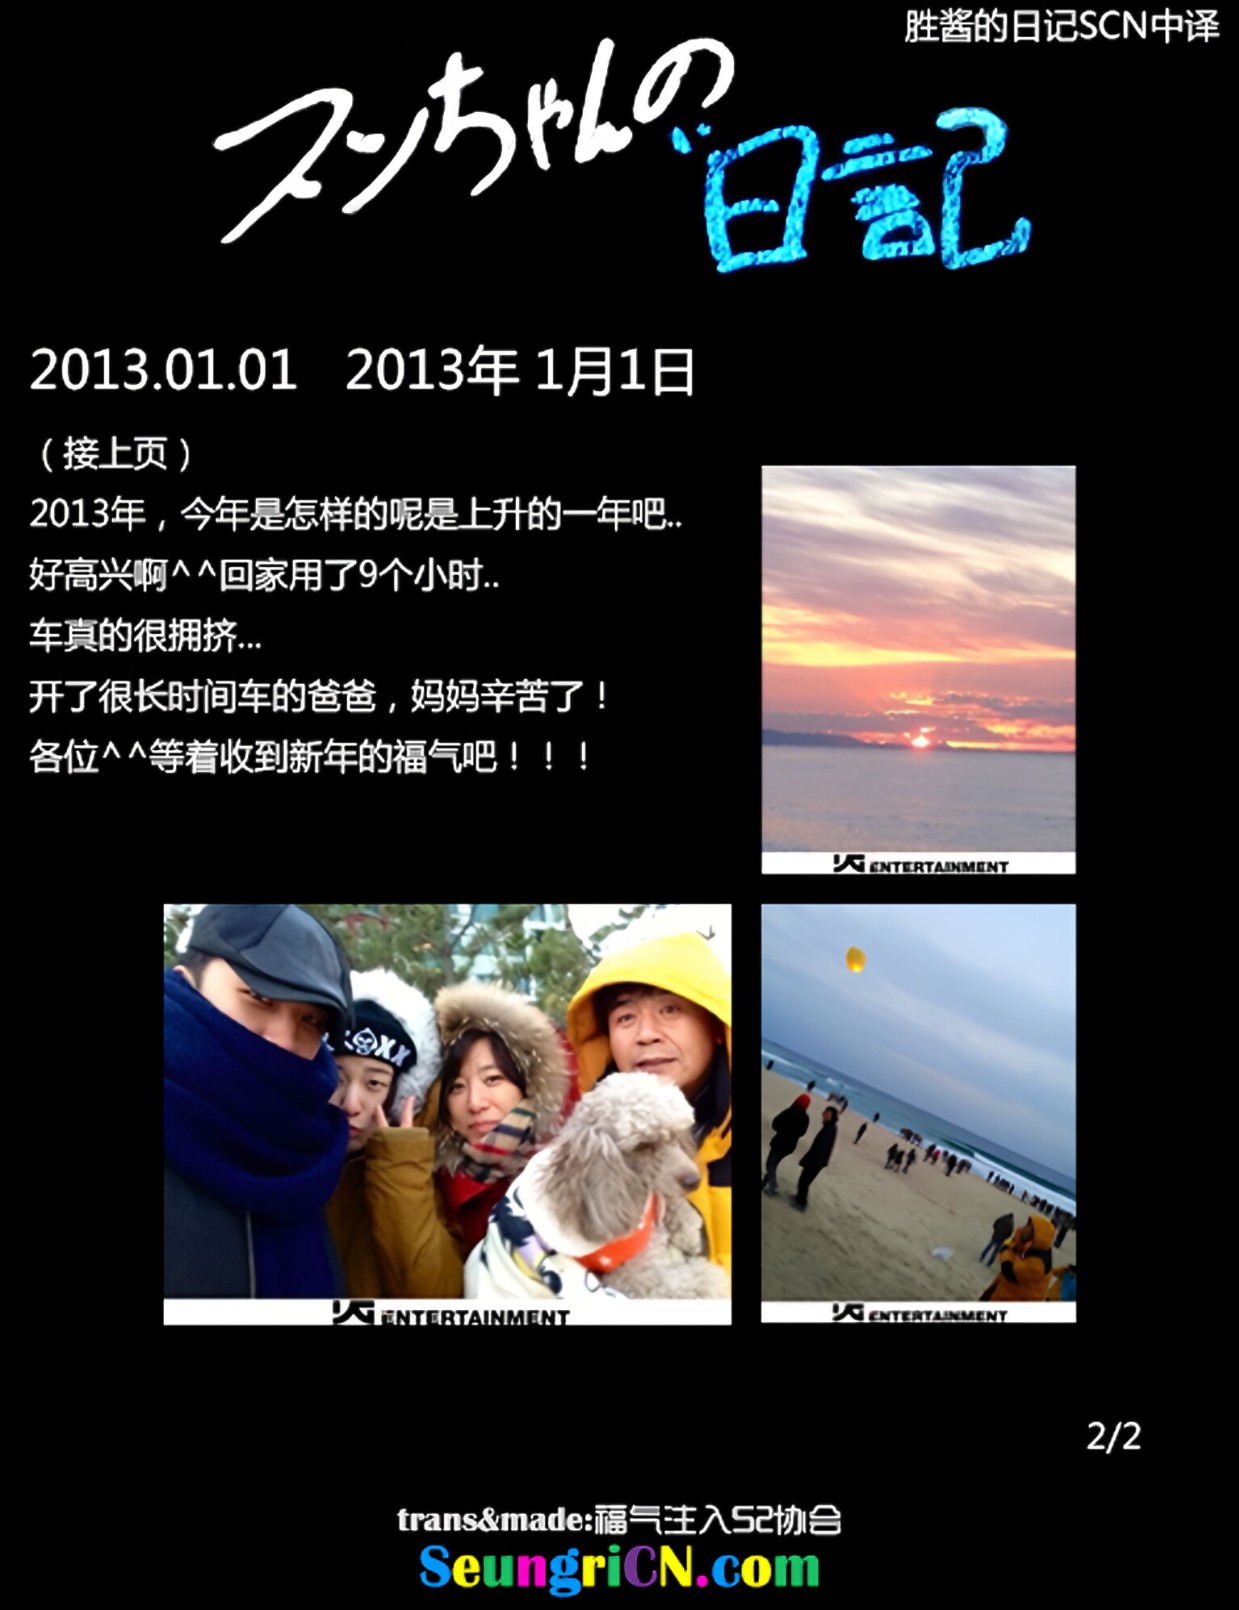 胜酱的日记SCN中译
スンちゃんの
日記
2013.01.01 2013年 1月1日
（接上页）
2013年，今年是怎样的呢是上升的一年吧..
好高兴啊^^回家用了9个小时..
车真的很拥挤...
开了很长时间车的爸爸，妈妈辛苦了！
各位^^等着收到新年的福气吧！！！
YG ENTERTAINMENT
YG ENTERTAINMENT
YG ENTERTAINMENT
2/2
trans&made:福气注入S2协会
SeungriCN.com